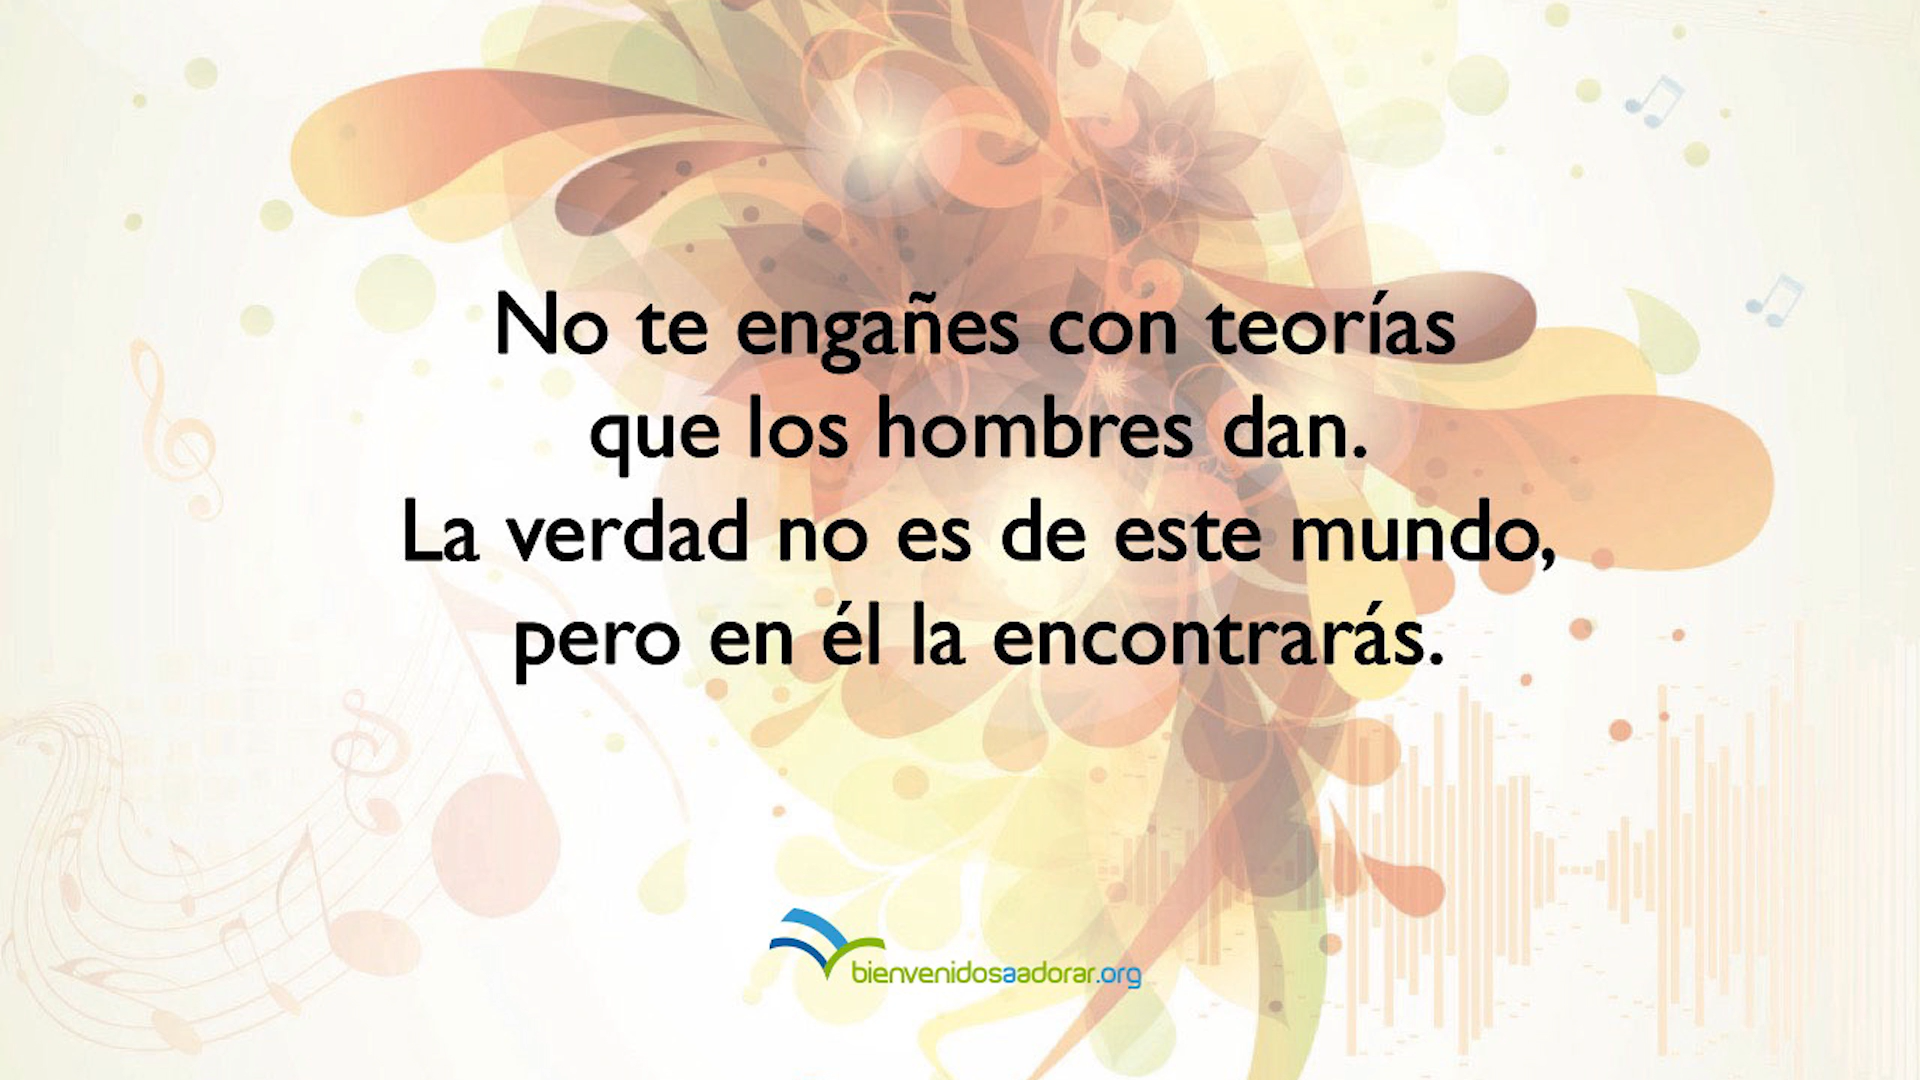 No te engañes con teorías
que los hombres dan.
La verdad no es de este mundo,
pero en él la encontrarás.
bienvenidosaadorar.org